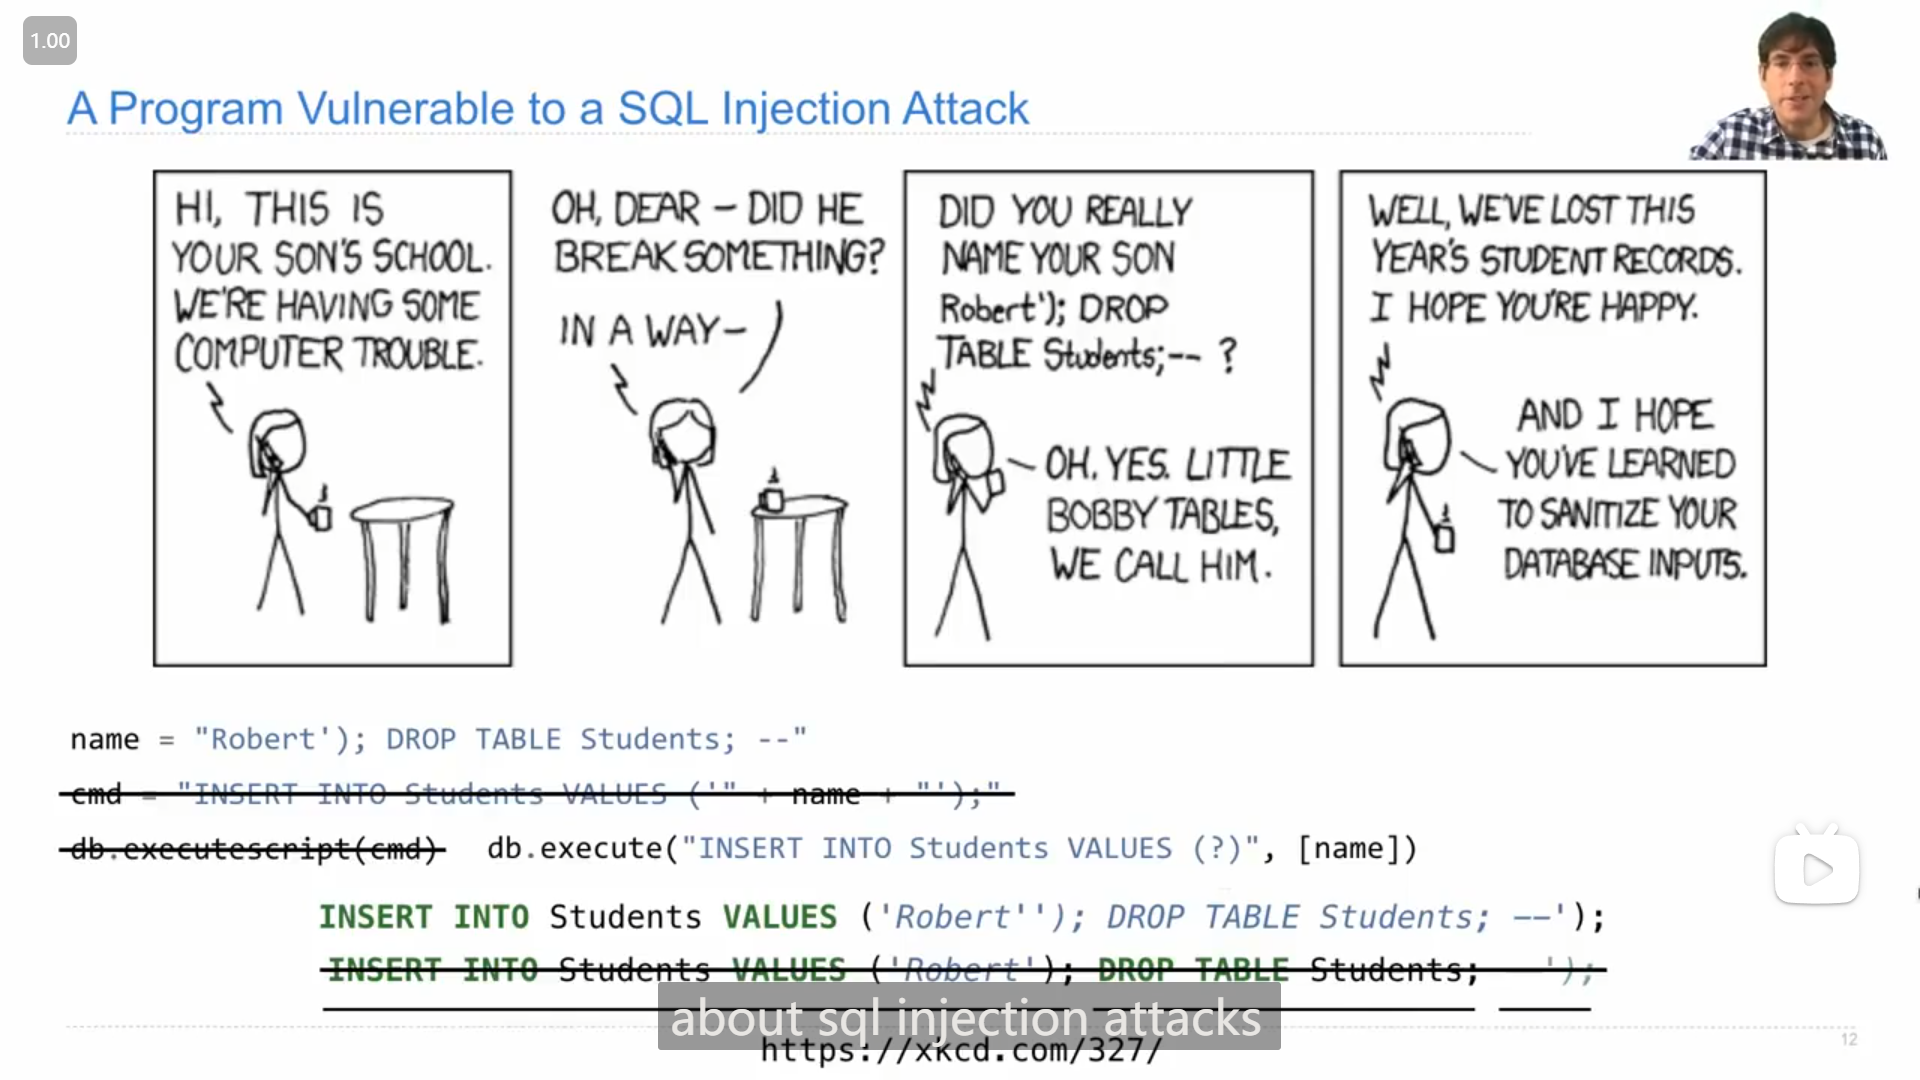 1.00
A Program Vulnerable to a SQL Injection Attack
HI, THIS IS
YOUR SON'S SCHOOL.
WE'RE HAVING SOME
COMPUTER TROUBLE.
OH, DEAR – DID HE
BREAK SOMETHING?
IN A WAY–
DID YOU REALLY
NAME YOUR SON
Robert'); DROP
TABLE Students;-- ?
OH. YES. LITTLE
BOBBY TABLES,
WE CALL HIM.
WELL, WE'VE LOST THIS
YEAR'S STUDENT RECORDS.
I HOPE YOU'RE HAPPY.
AND I HOPE
YOU'VE LEARNED
TO SANITIZE YOUR
DATABASE INPUTS.
name = "Robert'); DROP TABLE Students; --"
cmd = "INSERT INTO Students VALUES ('" + name + "');"
db.executescript(cmd) db.execute("INSERT INTO Students VALUES (?)", [name])
INSERT INTO Students VALUES ('Robert''); DROP TABLE Students; --');
INSERT INTO Students VALUES ('Robert'); DROP TABLE Students; --');
about sql injection attacks
https://xkcd.com/327/
12